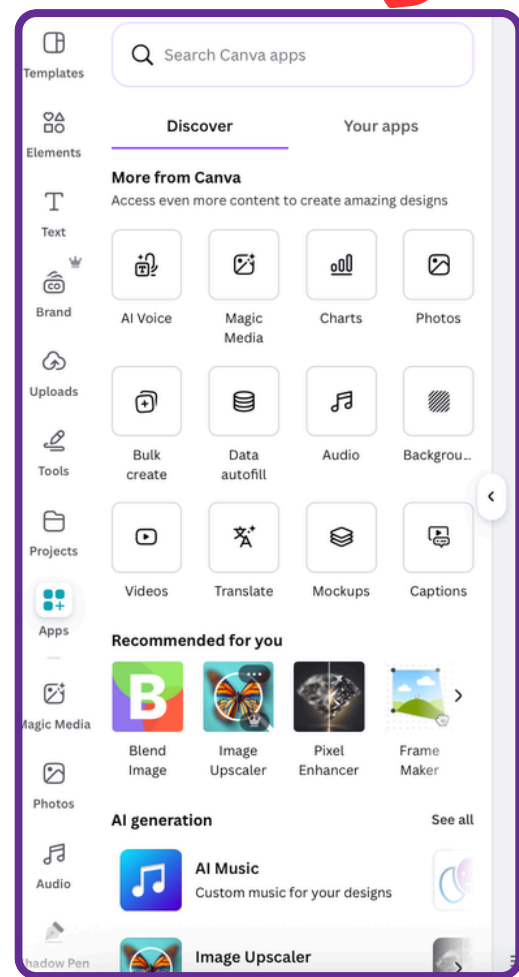 Templates
Elements
Text
Brand
Uploads
Tools
Projects
Apps
Magic Media
Photos
Audio
Shadow Pen
Search Canva apps
Discover
Your apps
More from Canva
Access even more content to create amazing designs
AI Voice
Magic
Media
Charts
Photos
Bulk
create
Data
autofill
Audio
Backgrou...
Videos
Translate
Mockups
Captions
Recommended for you
B
Blend
Image
Image
Upscaler
Pixel
Enhancer
Frame
Maker
AI generation
See all
AI Music
Custom music for your designs
Image Upscaler